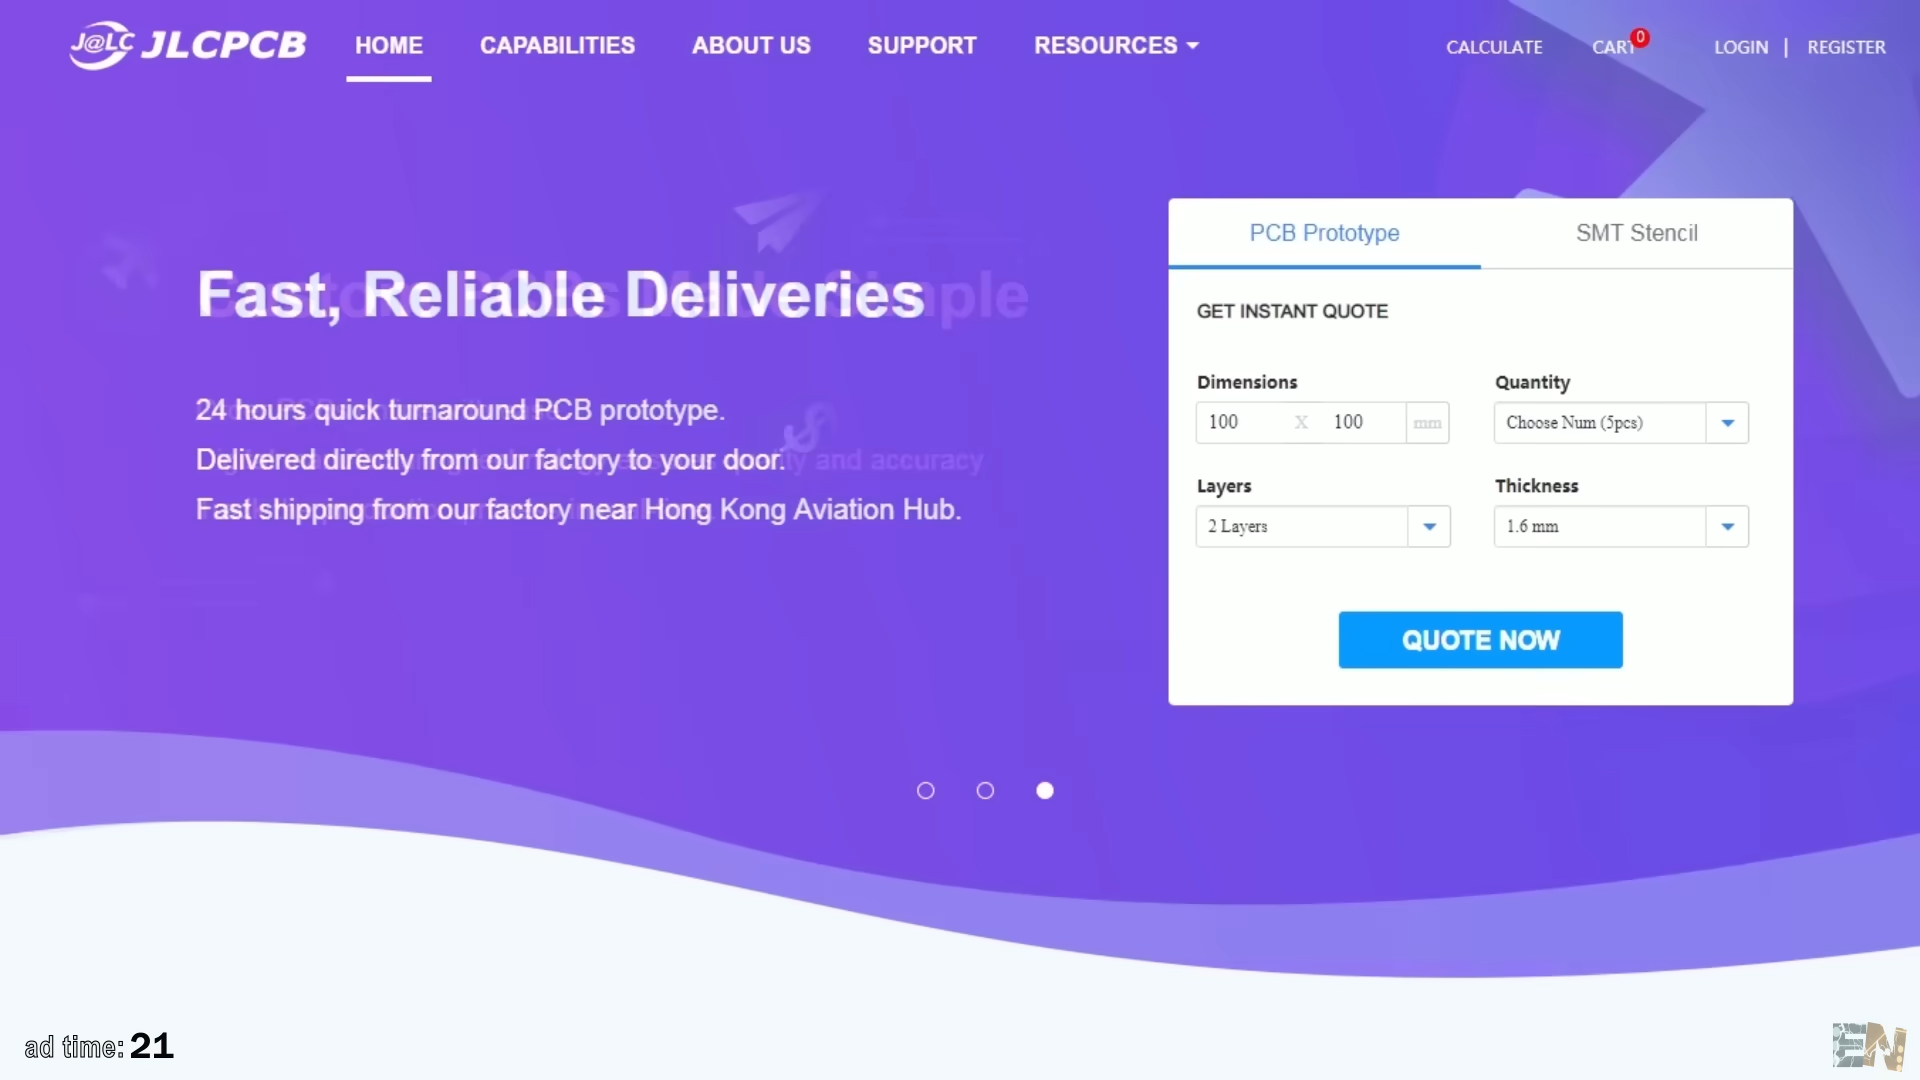 J@LC JLCPCB
HOME
CAPABILITIES
ABOUT US
SUPPORT
RESOURCES
CALCULATE
CART
0
LOGIN | REGISTER
Fast, Reliable Deliveries
24 hours quick turnaround PCB prototype.
Delivered directly from our factory to your door.
Fast shipping from our factory near Hong Kong Aviation Hub.
PCB Prototype
SMT Stencil
GET INSTANT QUOTE
Dimensions
100 X 100 mm
Quantity
Choose Num (5pcs)
Layers
2 Layers
Thickness
1.6 mm
QUOTE NOW
ad time: 21
EN